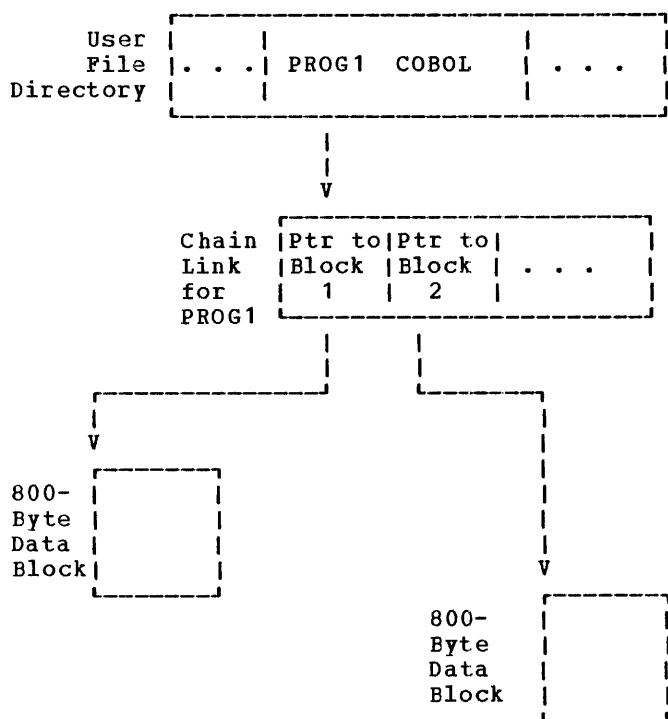 User
File
Directory
. . . PROG1 COBOL . . .
V
Chain
Link
for
PROG1
Ptr to
Block
1
Ptr to
Block
2
. . .
V
800-
Byte
Data
Block
V
800-
Byte
Data
Block